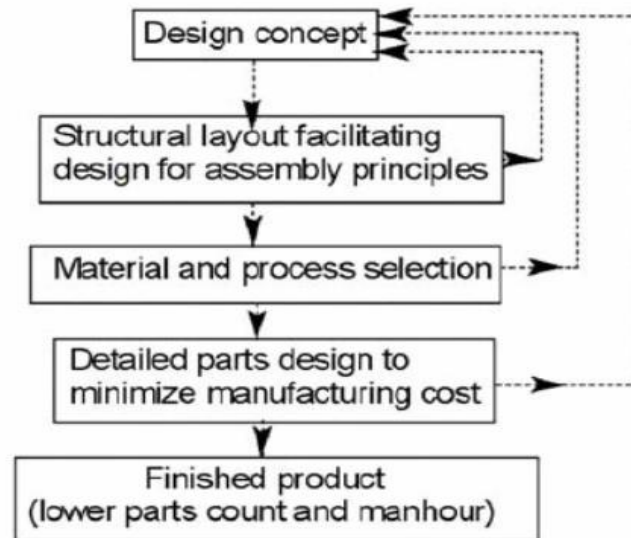 Design concept
Structural layout facilitating
design for assembly principles
Material and process selection
Detailed parts design to
minimize manufacturing cost
Finished product
(lower parts count and manhour)